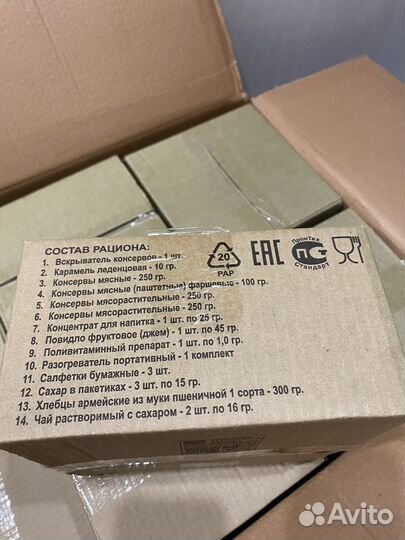 СОСТАВ РАЦИОНА:
1. Вскрыватель консервов - 1 шт.
2. Карамель леденцовая - 10 гр.
3. Консервы мясные - 250 гр.
4. Консервы мясные (паштетные) фаршевые - 100 гр.
5. Консервы мясорастительные - 250 гр.
6. Консервы мясорастительные - 250 гр.
7. Концентрат для напитка - 1 шт. по 25 гр.
8. Повидло фруктовое (джем) - 1 шт. по 45 гр.
9. Поливитаминный препарат - 1 шт. по 1,0 гр.
10. Разогреватель портативный - 1 комплект
11. Салфетки бумажные - 3 шт.
12. Сахар в пакетиках - 3 шт. по 15 гр.
13. Хлебцы армейские из муки пшеничной 1 сорта - 300 гр.
14. Чай растворимый с сахаром - 2 шт. по 16 гр.
20
PAP
EAC
ПромТех
ПС
Стандарт
Avito